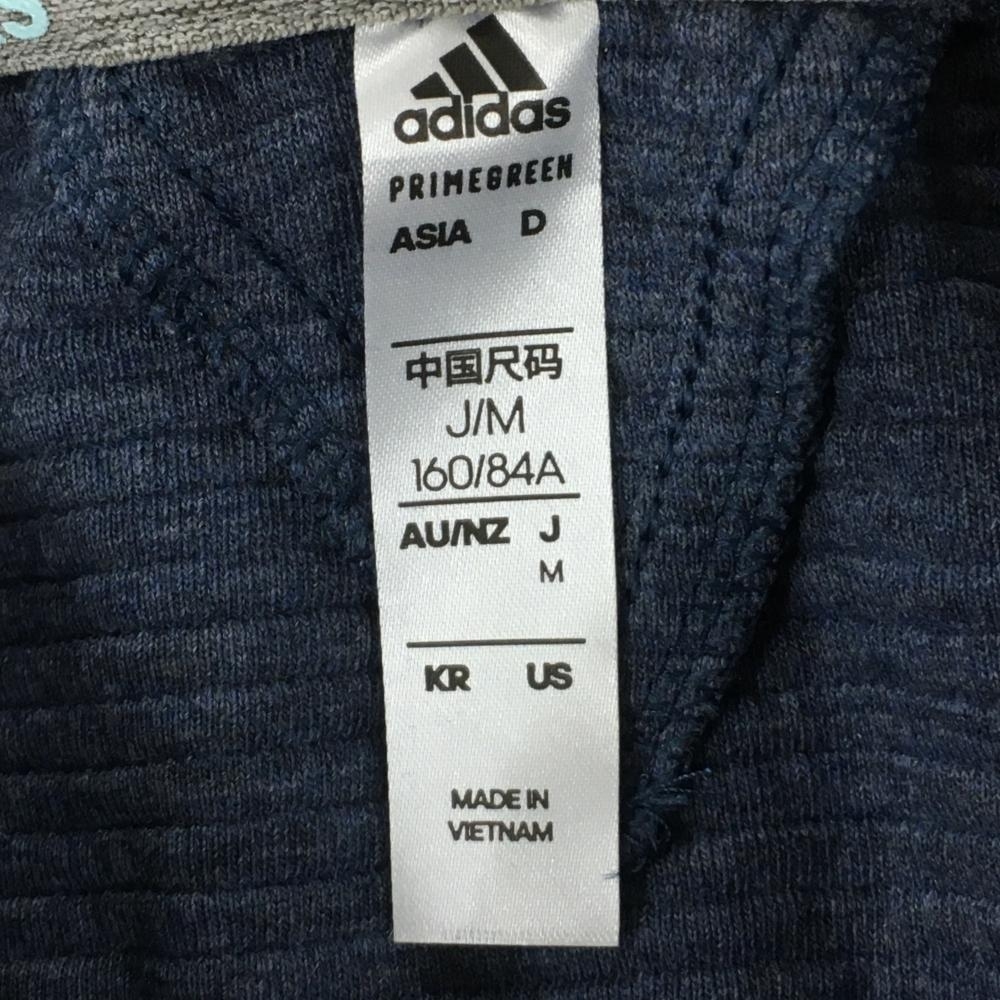 adidas
PRIMEGREEN
ASIA D
中国尺码
J/M
160/84A
AU/NZ J
M
KR US
MADE IN
VIETNAM